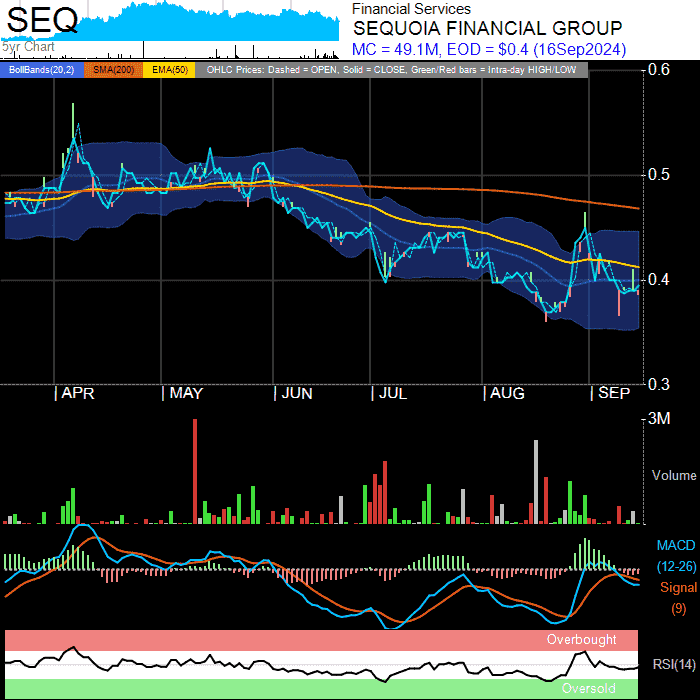 SEQ
5yr Chart
Financial Services
SEQUOIA FINANCIAL GROUP
MC = 49.1M, EOD = $0.4 (16Sep2024)
BollBands(20,2) SMA(200) EMA(50) OHLC Prices: Dashed = OPEN, Solid = CLOSE, Green/Red bars = Intra-day HIGH/LOW
0.6
0.5
0.4
0.3
APR MAY JUN JUL AUG SEP
3M
Volume
MACD
(12-26)
Signal
(9)
Overbought
RSI(14)
Oversold